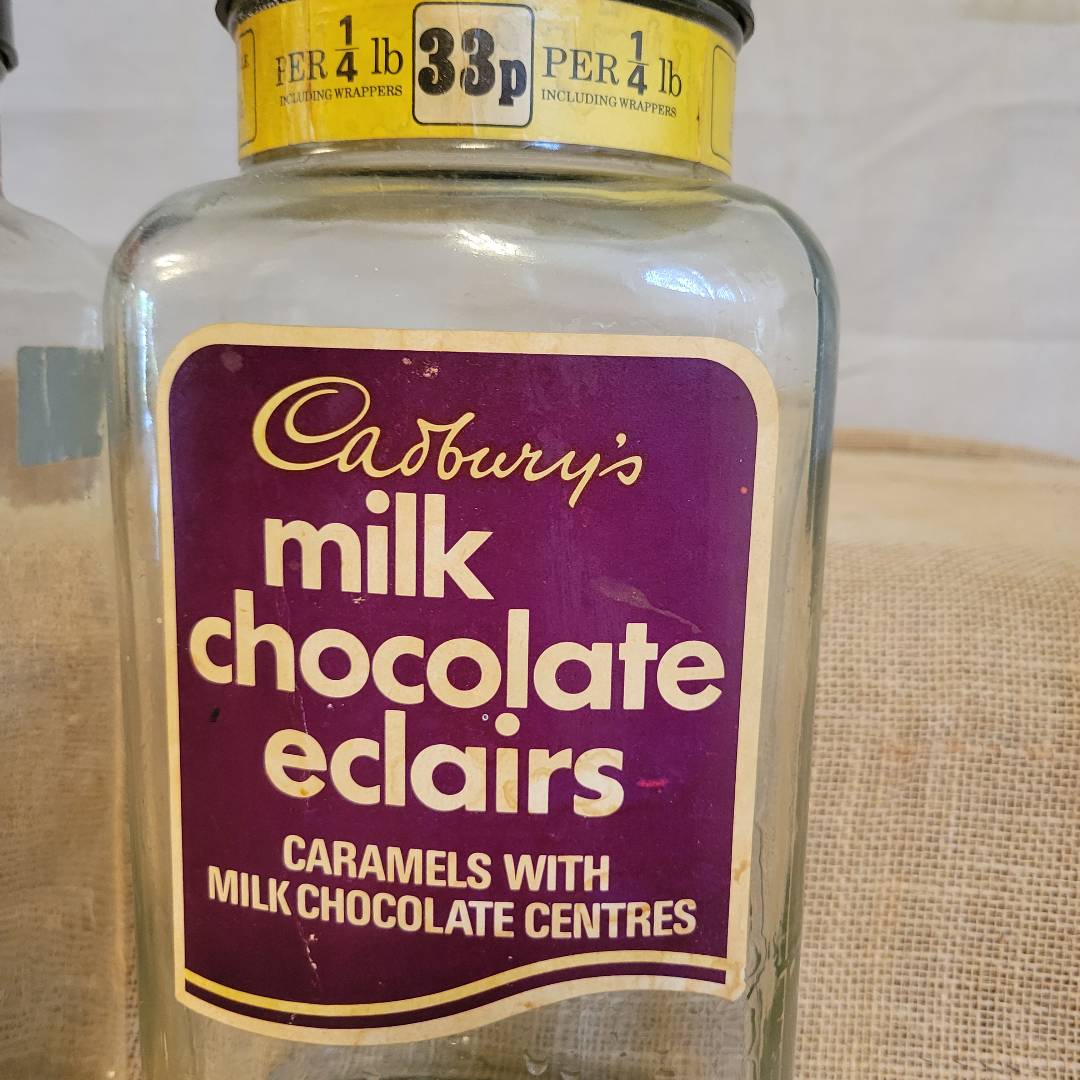 PER 1/4 lb 33p PER 1/4 lb
INCLUDING WRAPPERS INCLUDING WRAPPERS
Cadbury's
milk
chocolate
eclairs
CARAMELS WITH
MILK CHOCOLATE CENTRES